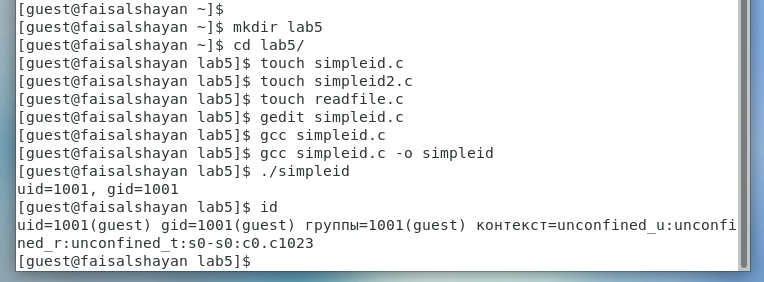 [guest@faisalshayan ~]$
[guest@faisalshayan ~]$ mkdir lab5
[guest@faisalshayan ~]$ cd lab5/
[guest@faisalshayan lab5]$ touch simpleid.c
[guest@faisalshayan lab5]$ touch simpleid2.c
[guest@faisalshayan lab5]$ touch readfile.c
[guest@faisalshayan lab5]$ gedit simpleid.c
[guest@faisalshayan lab5]$ gcc simpleid.c
[guest@faisalshayan lab5]$ gcc simpleid.c -o simpleid
[guest@faisalshayan lab5]$ ./simpleid
uid=1001, gid=1001
[guest@faisalshayan lab5]$ id
uid=1001(guest) gid=1001(guest) группы=1001(guest) контекст=unconfined_u:unconfi
ned_r:unconfined_t:s0-s0:c0.c1023
[guest@faisalshayan lab5]$